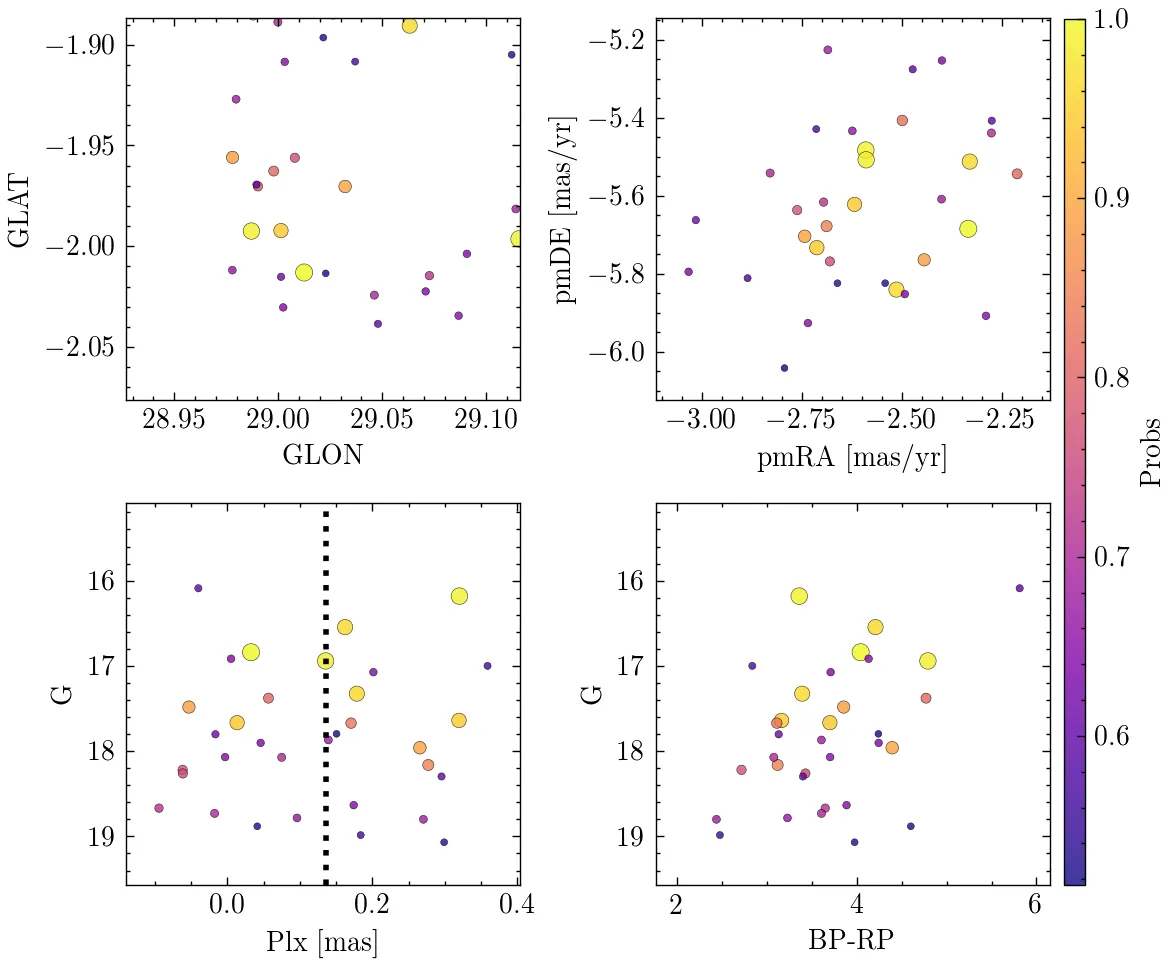 −1.90
−1.95
−2.00
−2.05
GLAT
28.95 29.00 29.05 29.10
GLON
−5.2
−5.4
−5.6
−5.8
−6.0
pmDE [mas/yr]
−3.00 −2.75 −2.50 −2.25
pmRA [mas/yr]
1.0
0.9
0.8
0.7
0.6
Probs
16
17
18
19
G
0.0 0.2 0.4
Plx [mas]
16
17
18
19
G
2 4 6
BP-RP